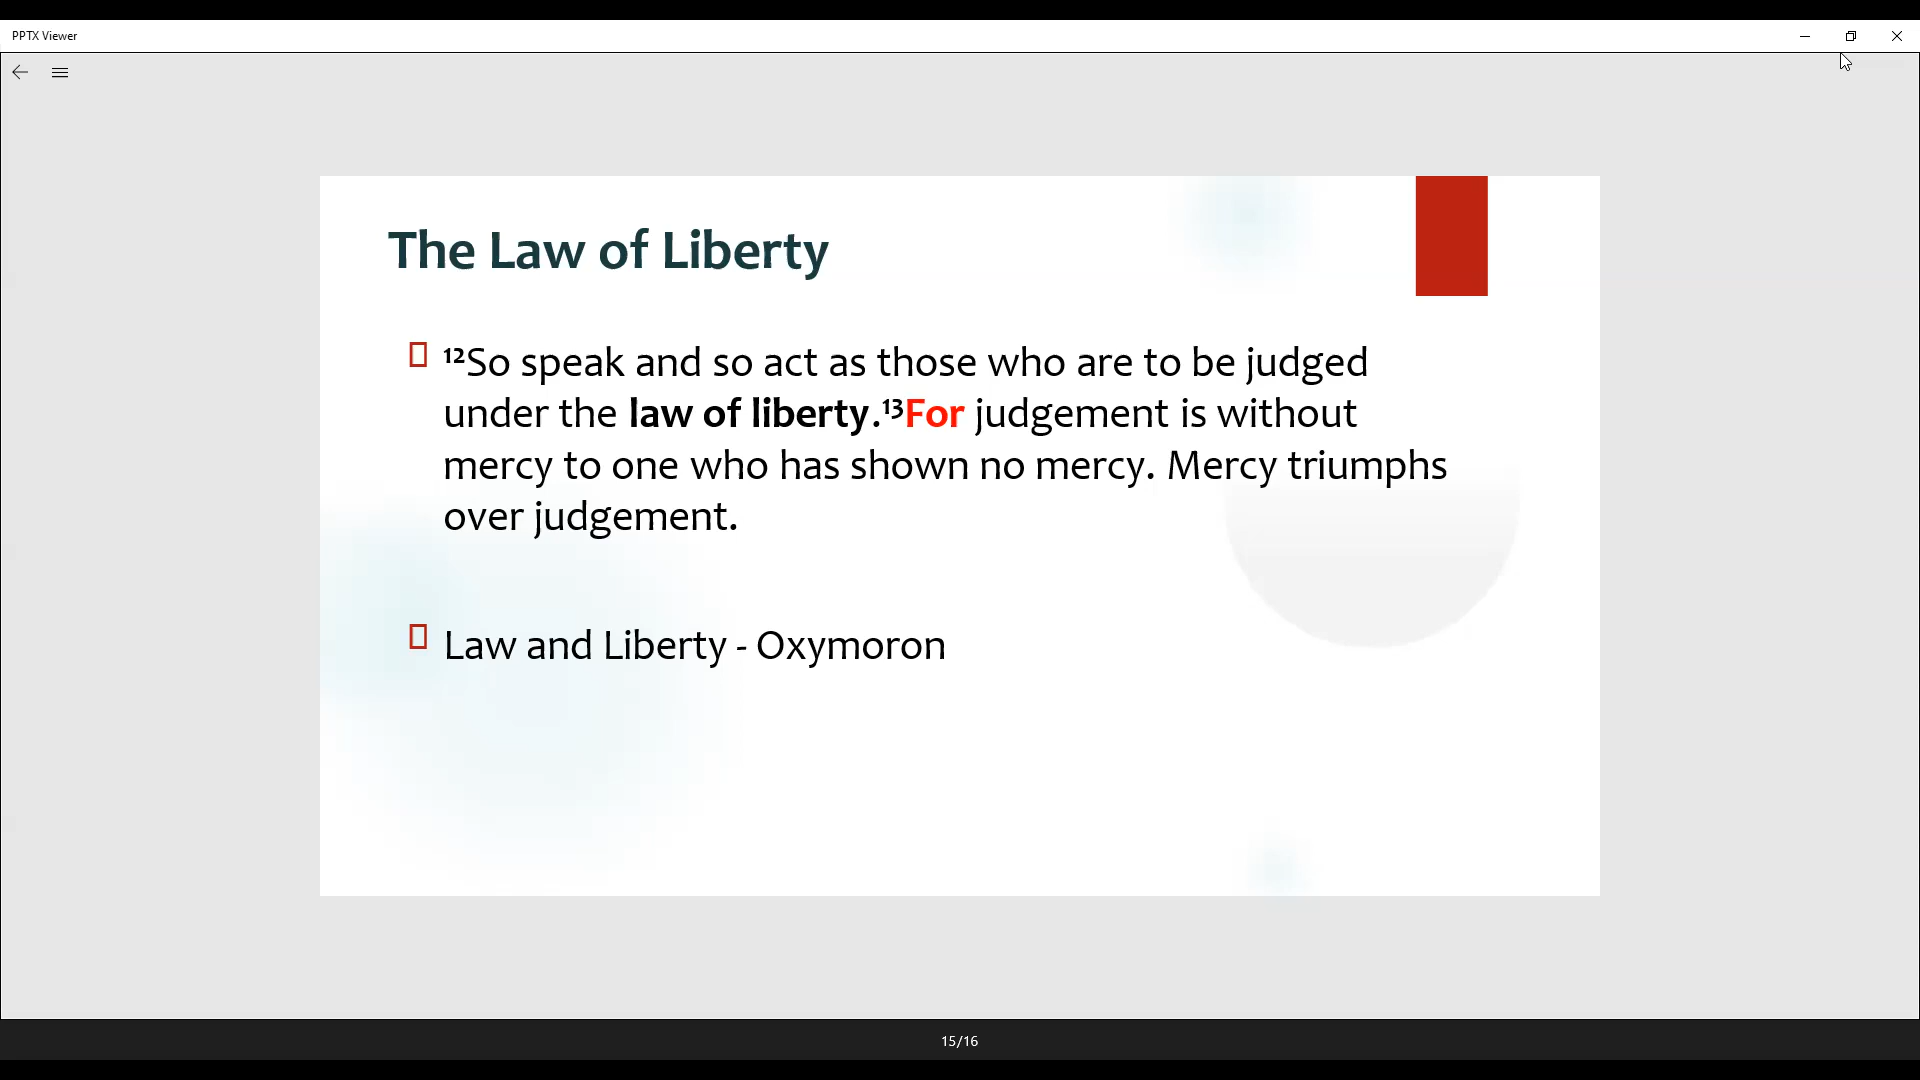 PPTX Viewer
The Law of Liberty
¹²So speak and so act as those who are to be judged
under the law of liberty.¹³For judgement is without
mercy to one who has shown no mercy. Mercy triumphs
over judgement.
Law and Liberty - Oxymoron
15/16